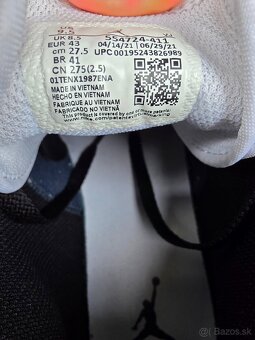 UK 8.5
554724-411
EUR 43
04/14/21 | 06/29/21
cm 27.5
UPC 00195243826989
BR 41
CN 275(2.5)
01TENX1987ENA
MADE IN VIETNAM
HECHO EN VIETNAM
FABRIQUE AU VIETNAM
FABRICADO NO VIETNÃ
Bazos.sk